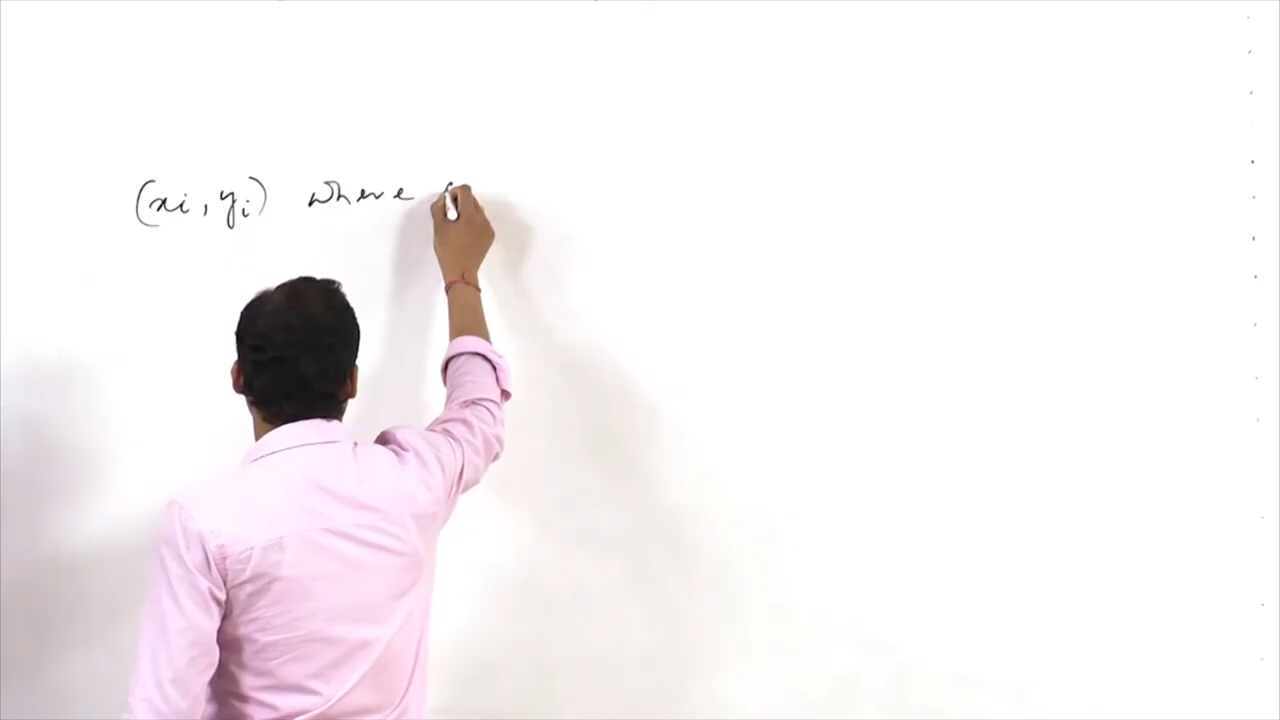 (xi, yi) where